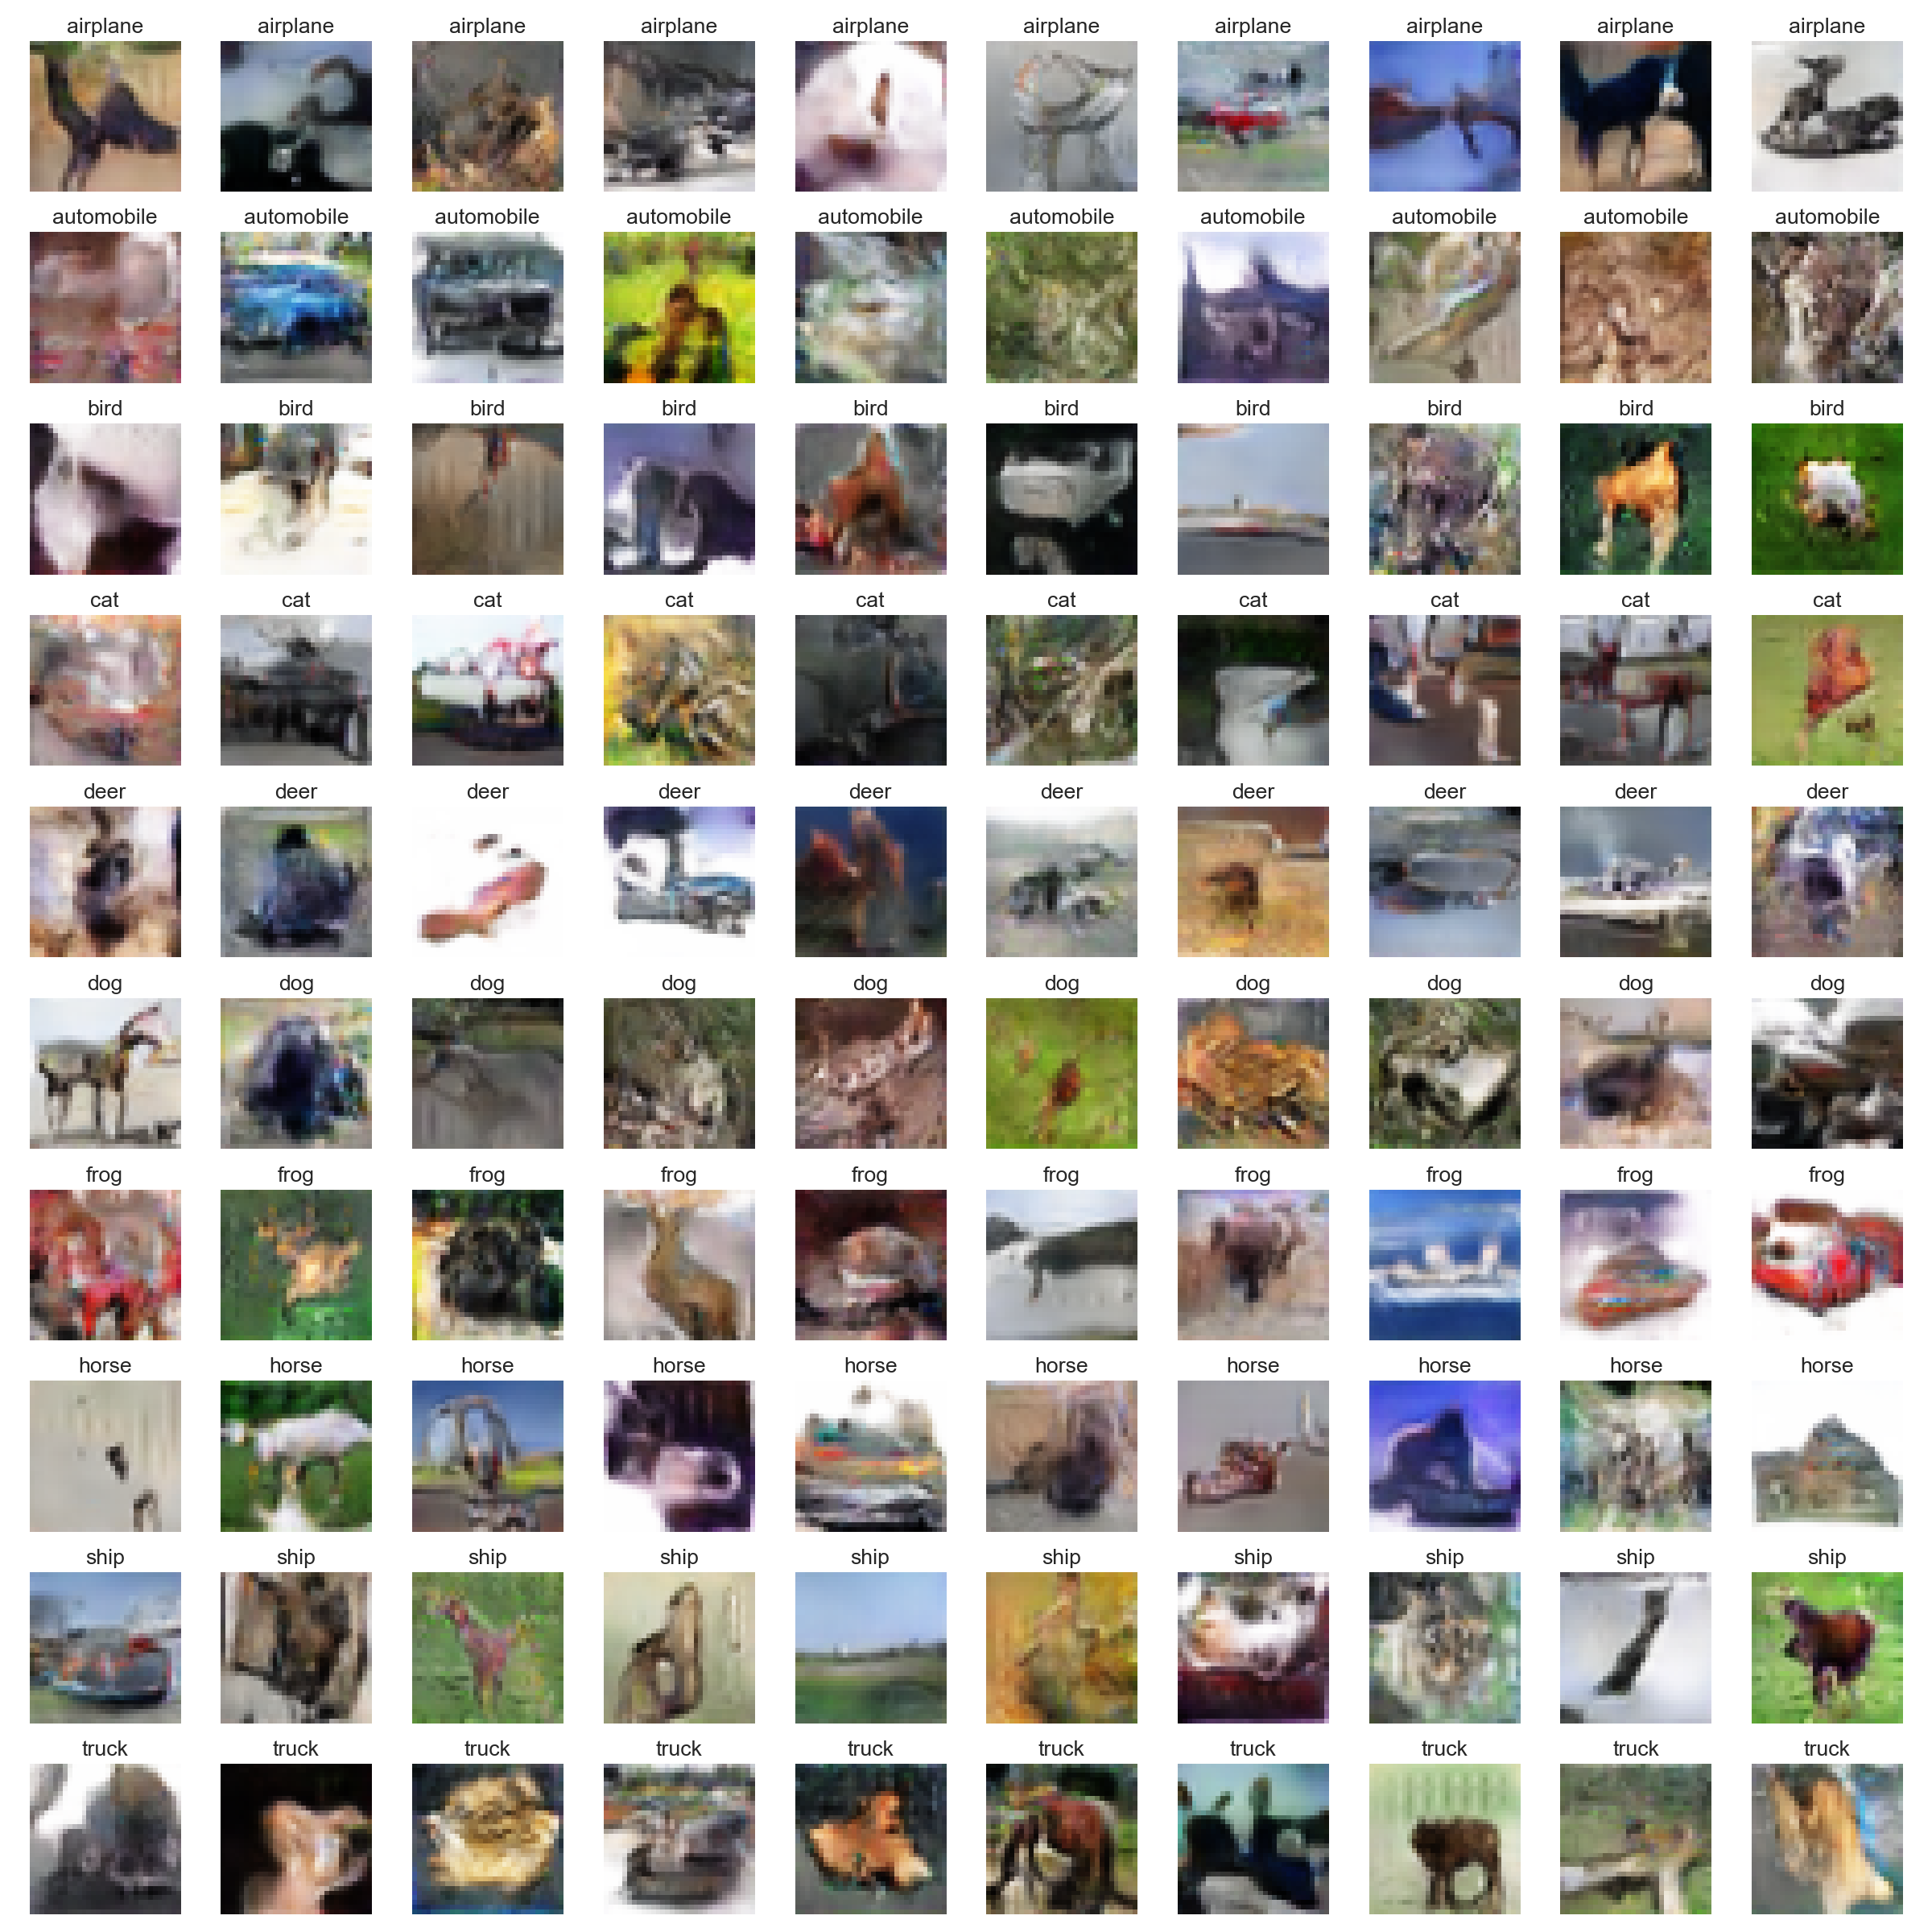 airplane airplane airplane airplane airplane airplane airplane airplane airplane airplane
automobile automobile automobile automobile automobile automobile automobile automobile automobile automobile
bird bird bird bird bird bird bird bird bird bird
cat cat cat cat cat cat cat cat cat cat
deer deer deer deer deer deer deer deer deer deer
dog dog dog dog dog dog dog dog dog dog
frog frog frog frog frog frog frog frog frog frog
horse horse horse horse horse horse horse horse horse horse
ship ship ship ship ship ship ship ship ship ship
truck truck truck truck truck truck truck truck truck truck